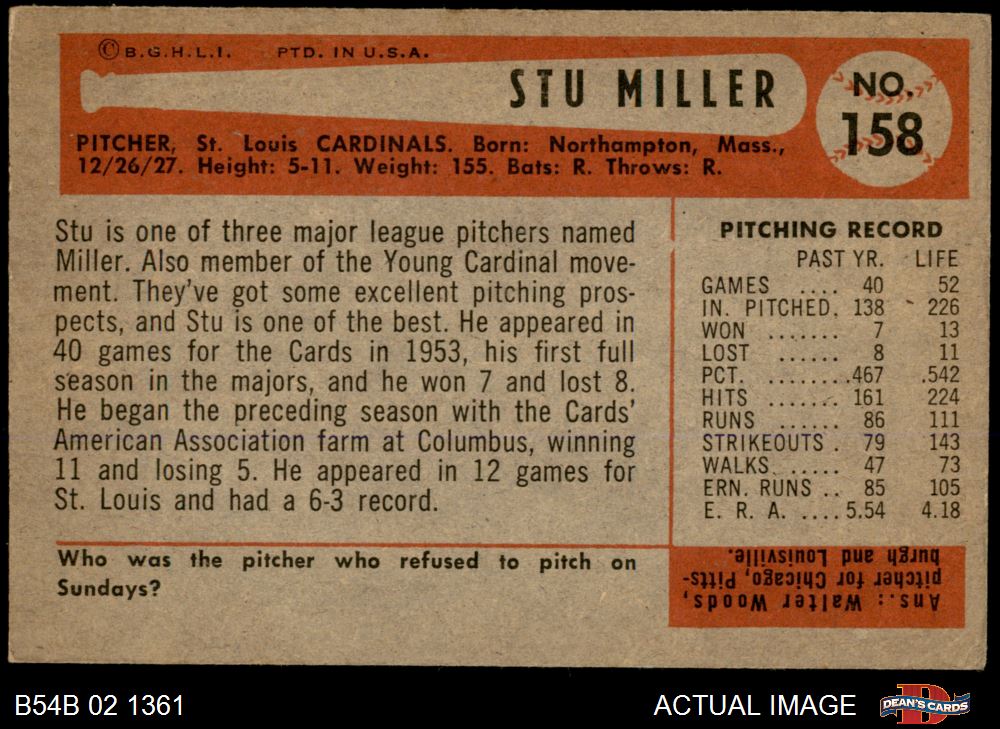 © B.G.H.L.I. PTD. IN U.S.A.
STU MILLER
NO.
158
PITCHER, St. Louis CARDINALS. Born: Northampton, Mass.,
12/26/27. Height: 5-11. Weight: 155. Bats: R. Throws: R.
Stu is one of three major league pitchers named
Miller. Also member of the Young Cardinal move-
ment. They've got some excellent pitching pros-
pects, and Stu is one of the best. He appeared in
40 games for the Cards in 1953, his first full
season in the majors, and he won 7 and lost 8.
He began the preceding season with the Cards'
American Association farm at Columbus, winning
11 and losing 5. He appeared in 12 games for
St. Louis and had a 6-3 record.
PITCHING RECORD
PAST YR. LIFE
GAMES .... 40 52
IN. PITCHED. 138 226
WON ....... 7 13
LOST ...... 8 11
PCT. ........ .467 .542
HITS ....... 161 224
RUNS ...... 86 111
STRIKEOUTS . 79 143
WALKS. ..... 47 73
ERN. RUNS .. 85 105
E. R. A. .... 5.54 4.18
Who was the pitcher who refused to pitch on
Sundays?
Ans.: Walter Woods,
pitcher for Chicago, Pitts-
burgh and Louisville.
B54B 02 1361
ACTUAL IMAGE
DEAN'S CARDS